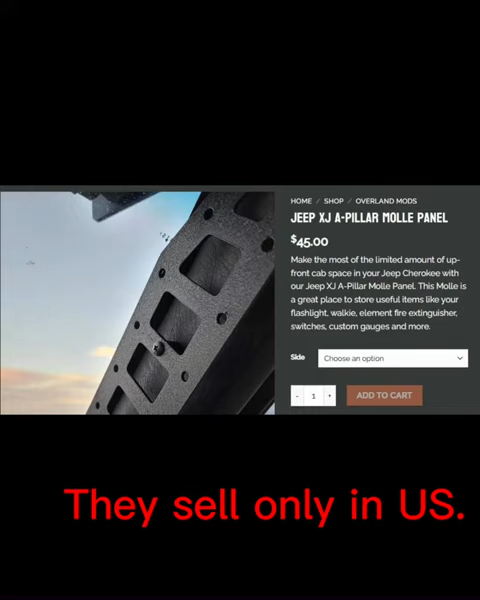 HOME / SHOP / OVERLAND MODS
JEEP XJ A-PILLAR MOLLE PANEL
$45.00
Make the most of the limited amount of up-
front cab space in your Jeep Cherokee with
our Jeep XJ A-Pillar Molle Panel. This Molle is
a great place to store useful items like your
flashlight, walkie, element fire extinguisher,
switches, custom gauges and more.
Side Choose an option
- 1 + ADD TO CART
They sell only in US.